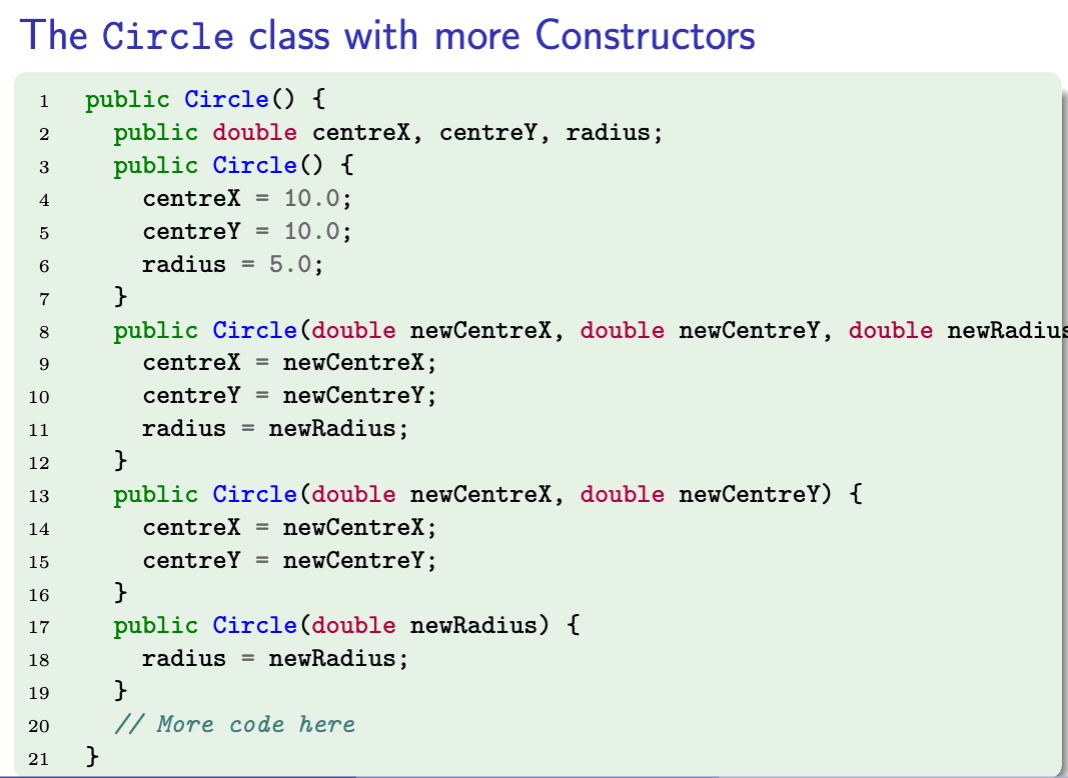 The Circle class with more Constructors
1 public Circle() {
2 public double centreX, centreY, radius;
3 public Circle() {
4 centreX = 10.0;
5 centreY = 10.0;
6 radius = 5.0;
7 }
8 public Circle(double newCentreX, double newCentreY, double newRadius
9 centreX = newCentreX;
10 centreY = newCentreY;
11 radius = newRadius;
12 }
13 public Circle(double newCentreX, double newCentreY) {
14 centreX = newCentreX;
15 centreY = newCentreY;
16 }
17 public Circle(double newRadius) {
18 radius = newRadius;
19 }
20 // More code here
21 }